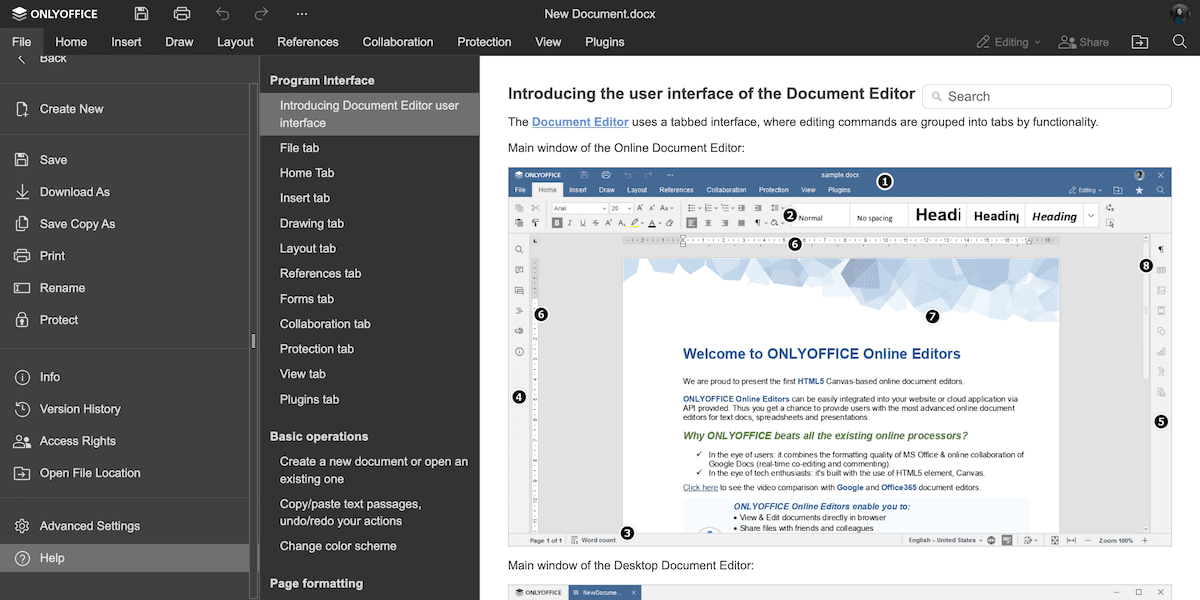 ONLYOFFICE
New Document.docx
File Home Insert Draw Layout References Collaboration Protection View Plugins
Editing Share
Back
Create New
Save
Download As
Save Copy As
Print
Rename
Protect
Info
Version History
Access Rights
Open File Location
Advanced Settings
Help
Program Interface
Introducing Document Editor user
interface
File tab
Home Tab
Insert tab
Drawing tab
Layout tab
References tab
Forms tab
Collaboration tab
Protection tab
View tab
Plugins tab
Basic operations
Create a new document or open an
existing one
Copy/paste text passages,
undo/redo your actions
Change color scheme
Page formatting
Introducing the user interface of the Document Editor
Search
The Document Editor uses a tabbed interface, where editing commands are grouped into tabs by functionality.
Main window of the Online Document Editor:
ONLYOFFICE
sample.docx
1
File Home Insert Draw Layout References Collaboration Protection View Plugins
Editing
Arial 20
2
Normal No spacing Headi Heading Heading
6
8
6
7
4
5
Welcome to ONLYOFFICE Online Editors
We are proud to present the first HTML5 Canvas-based online document editors.
ONLYOFFICE Online Editors can be easily integrated into your website or cloud application via
API provided. Thus you get a chance to provide users with the most advanced online document
editors for text docs, spreadsheets and presentations.
Why ONLYOFFICE beats all the existing online processors?
✓ In the eye of users: it combines the formatting quality of MS Office & online collaboration of
Google Docs (real-time co-editing and commenting).
✓ In the eye of tech enthusiasts: it's built with the use of HTML5 element, Canvas.
Click here to see the video comparison with Google and Office365 document editors.
ONLYOFFICE Online Editors enable you to:
• View & Edit documents directly in browser
• Share files with friends and colleagues
3
Page 1 of 1 Word count
English – United States
Zoom 100%
Main window of the Desktop Document Editor:
ONLYOFFICE
NewDocume...